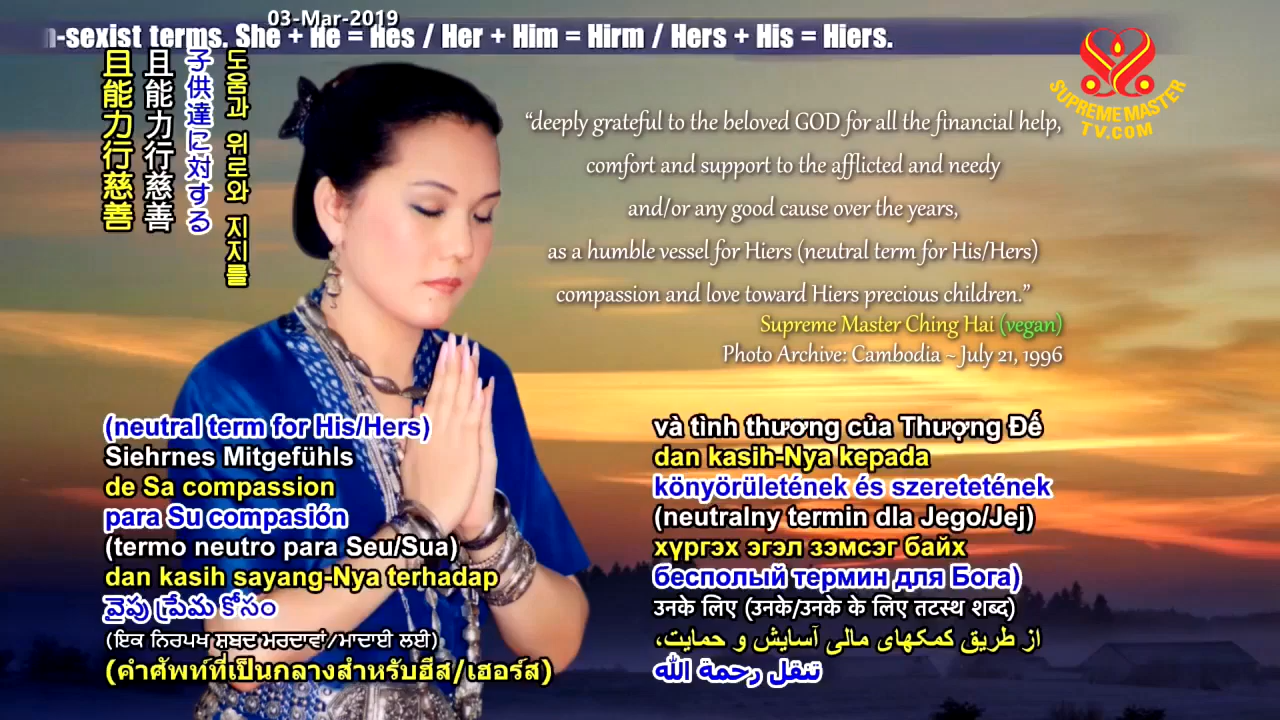 03-Mar-2019
-sexist terms. She + He = Hes / Her + Him = Hirm / Hers + His = Hiers.
且能力行慈善
且能力行慈善
子供達に対する
도움과 위로와 지지를
SUPREME MASTER
TV.COM
“deeply grateful to the beloved GOD for all the financial help,
comfort and support to the afflicted and needy
and/or any good cause over the years,
as a humble vessel for Hiers (neutral term for His/Hers)
compassion and love toward Hiers precious children.”
Supreme Master Ching Hai (vegan)
Photo Archive: Cambodia ~ July 21, 1996
(neutral term for His/Hers)
Siehrnes Mitgefühls
de Sa compassion
para Su compasión
(termo neutro para Seu/Sua)
dan kasih sayang-Nya terhadap
వైపు ప్రేమ కోసం
(ਇਕ ਨਿਰਪਖ ਸ਼ਬਦ ਮਰਦਾਵਾਂ/ਮਾਦਾਈ ਲਈ)
(คำศัพท์ที่เป็นกลางสำหรับฮีส/เฮอร์ส)
và tình thương của Thượng Đế
dan kasih-Nya kepada
könyörületének és szeretetének
(neutralny termin dla Jego/Jej)
хүргэх эгэл зэмсэг байх
бесполый термин для Бога)
उनके लिए (उनके/उनके के लिए तटस्थ शब्द)
از طریق کمکهای مالی آسایش و حمایت،
تنقل رحمة الله